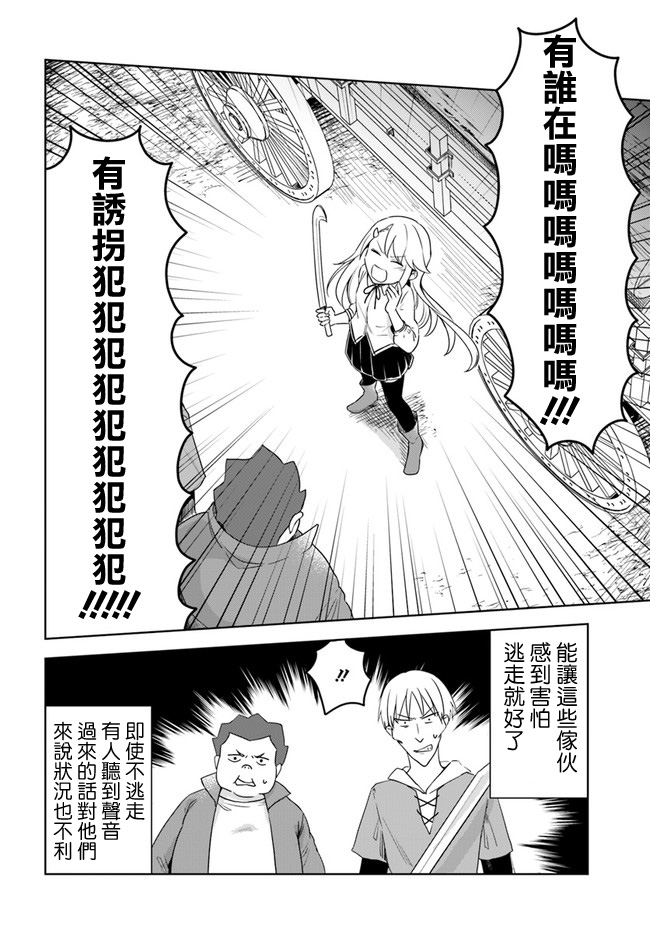 有誰在嗎嗎嗎嗎嗎嗎嗎!!!
有誘拐犯犯犯犯犯犯犯犯犯!!!!!
能讓這些傢伙
感到害怕
逃走就好了
!!
即使不逃走
有人聽到聲音
過來的話對他們
來說狀況也不利